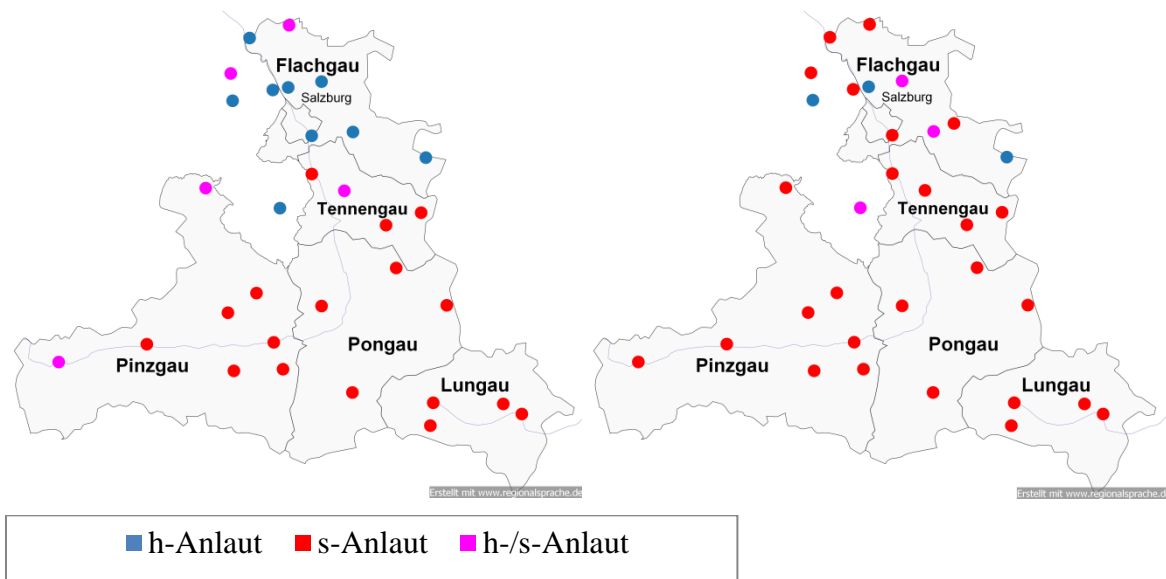 Flachgau
Salzburg
Tennengau
Pinzgau
Pongau
Lungau
Erstellt mit www.regionalsprache.de
Flachgau
Salzburg
Tennengau
Pinzgau
Pongau
Lungau
Erstellt mit www.regionalsprache.de
h-Anlaut s-Anlaut h-/s-Anlaut